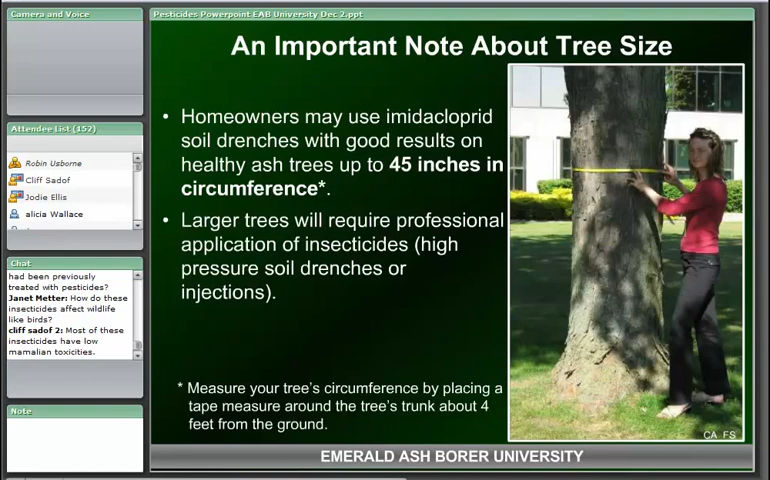 Camera and Voice
Pesticides Powerpoint EAB University Dec 2.ppt
Attendee List (152)
Robin Usborne
Cliff Sadof
Jodie Ellis
alicia Wallace
Chat
had been previously
treated with pesticides?
Janet Metter: How do these
insecticides affect wildlife
like birds?
cliff sadof 2: Most of these
insecticides have low
mamalian toxicities.
Note
An Important Note About Tree Size
• Homeowners may use imidacloprid
soil drenches with good results on
healthy ash trees up to 45 inches in
circumference*.
• Larger trees will require professional
application of insecticides (high
pressure soil drenches or
injections).
* Measure your tree's circumference by placing a
tape measure around the tree's trunk about 4
feet from the ground.
CA FS
EMERALD ASH BORER UNIVERSITY